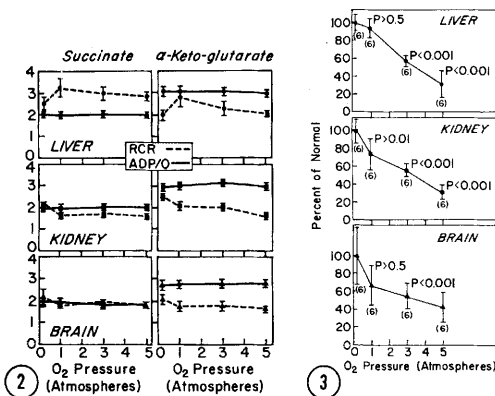 Succinate α-Keto-glutarate
4
3
2
1
0
LIVER
RCR
ADP/O
4
3
2
1
0
KIDNEY
4
3
2
1
0
BRAIN
0 1 2 3 4 5 0 1 2 3 4 5
O2 Pressure (Atmospheres) O2 Pressure (Atmospheres)
2
LIVER
100
80
60
40
20
0
P>0.5
P<0.001
P<0.001
(6) (6) (6) (6)
KIDNEY
100
80
60
40
20
0
P>0.01
P<0.001
P<0.001
(6) (6) (6) (6)
Percent of Normal
BRAIN
100
80
60
40
20
0
P>0.5
P<0.001
(6) (6) (6) (6)
0 1 2 3 4 5
O2 Pressure (Atmospheres)
3